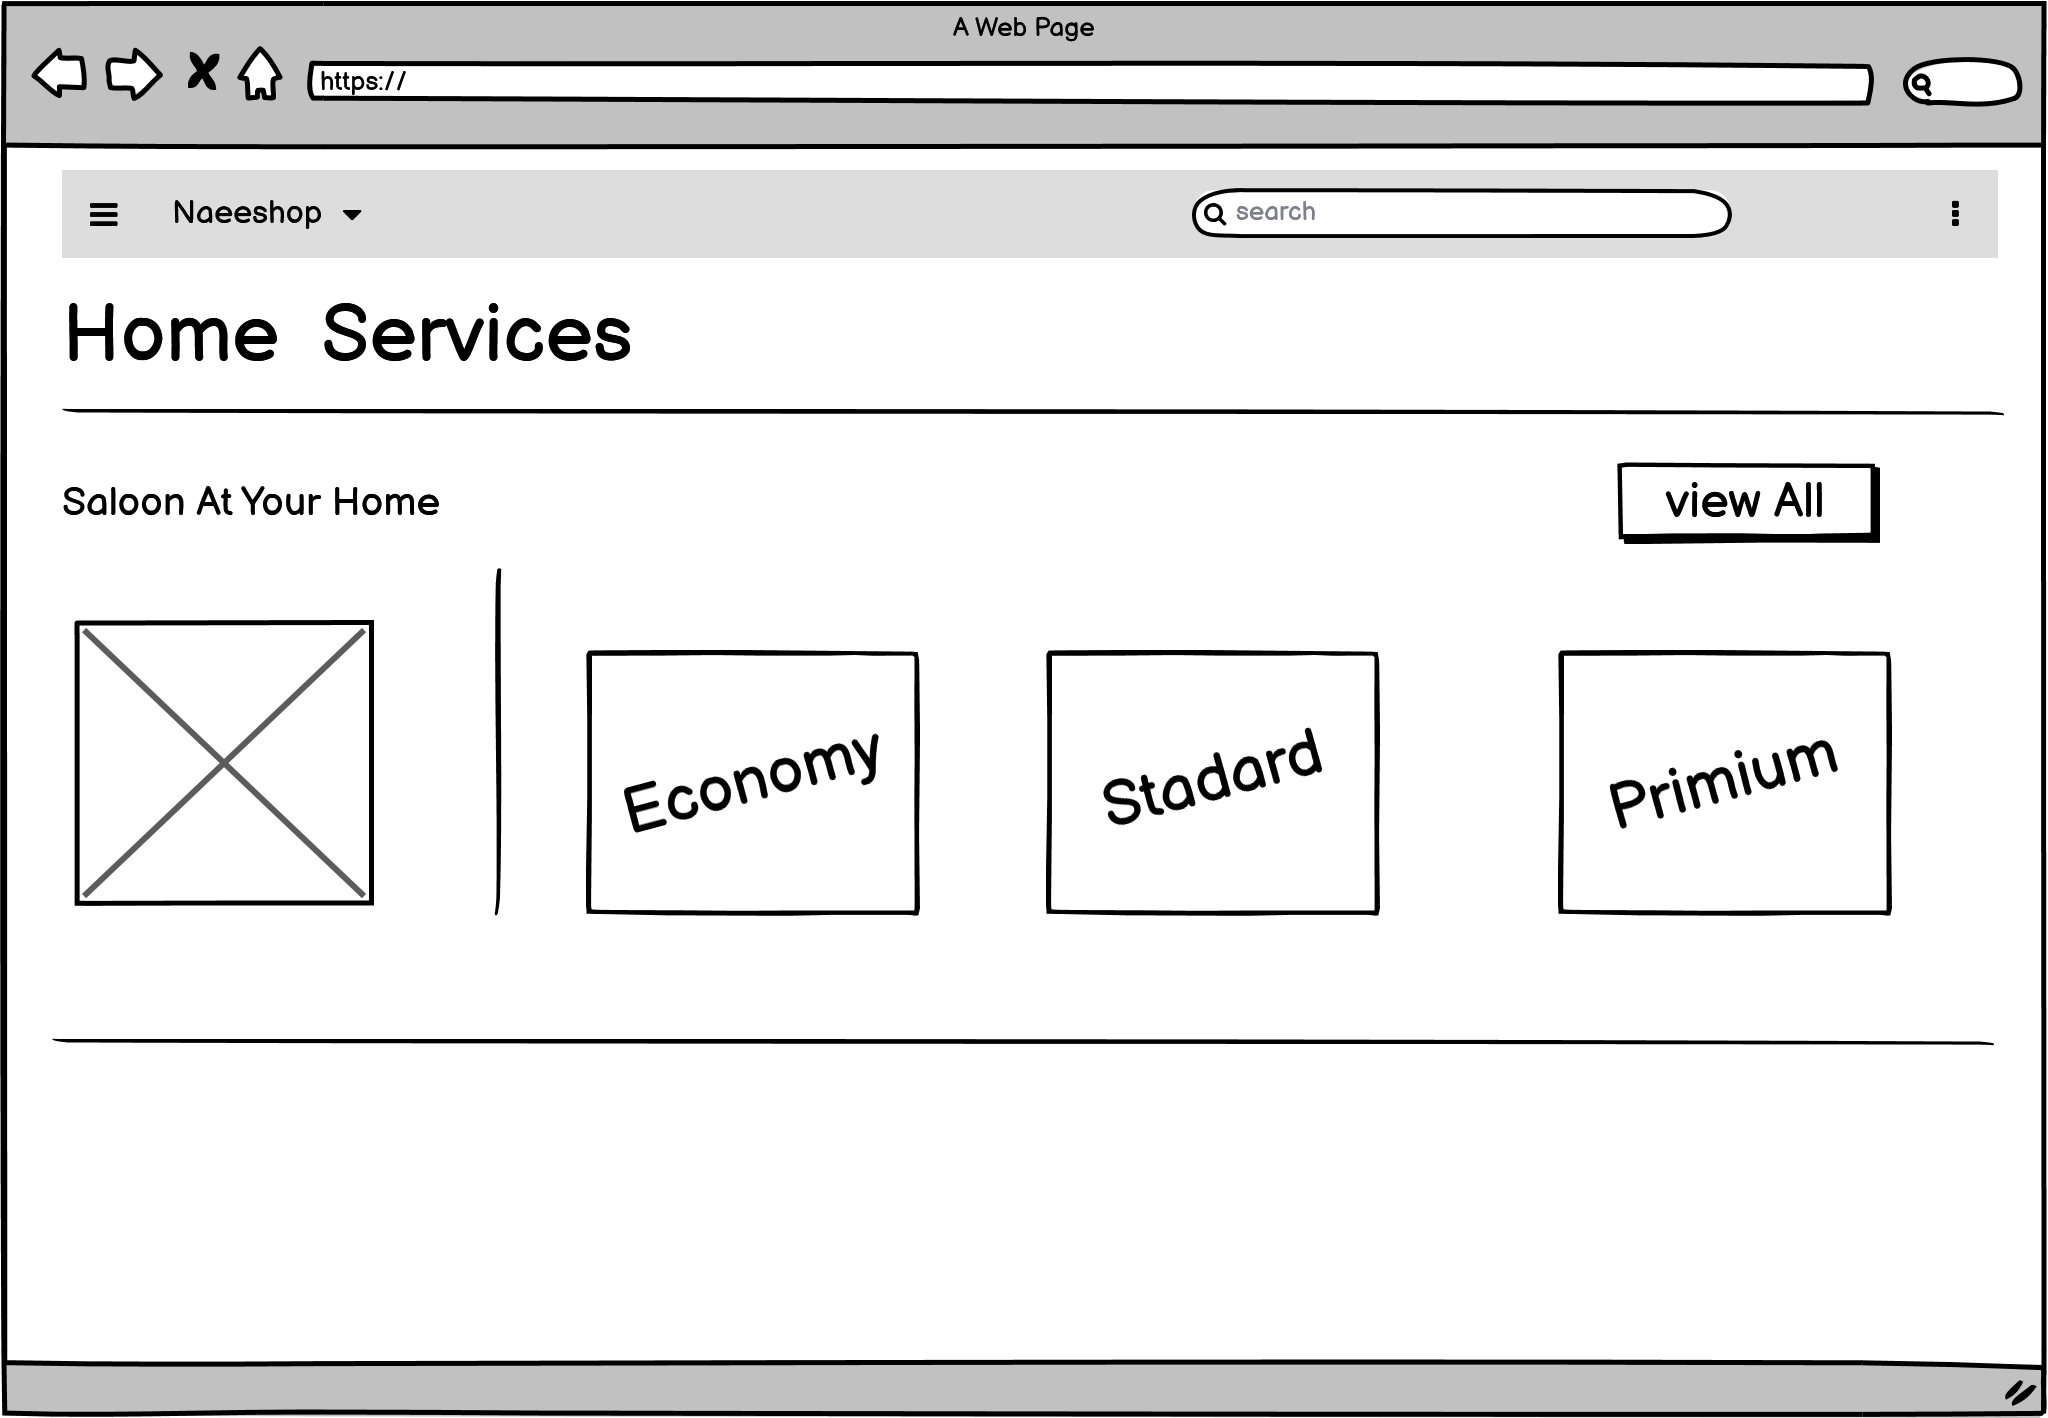 A Web Page
https://
Naeeshop
search
Home Services
Saloon At Your Home
view All
Economy
Stadard
Primium